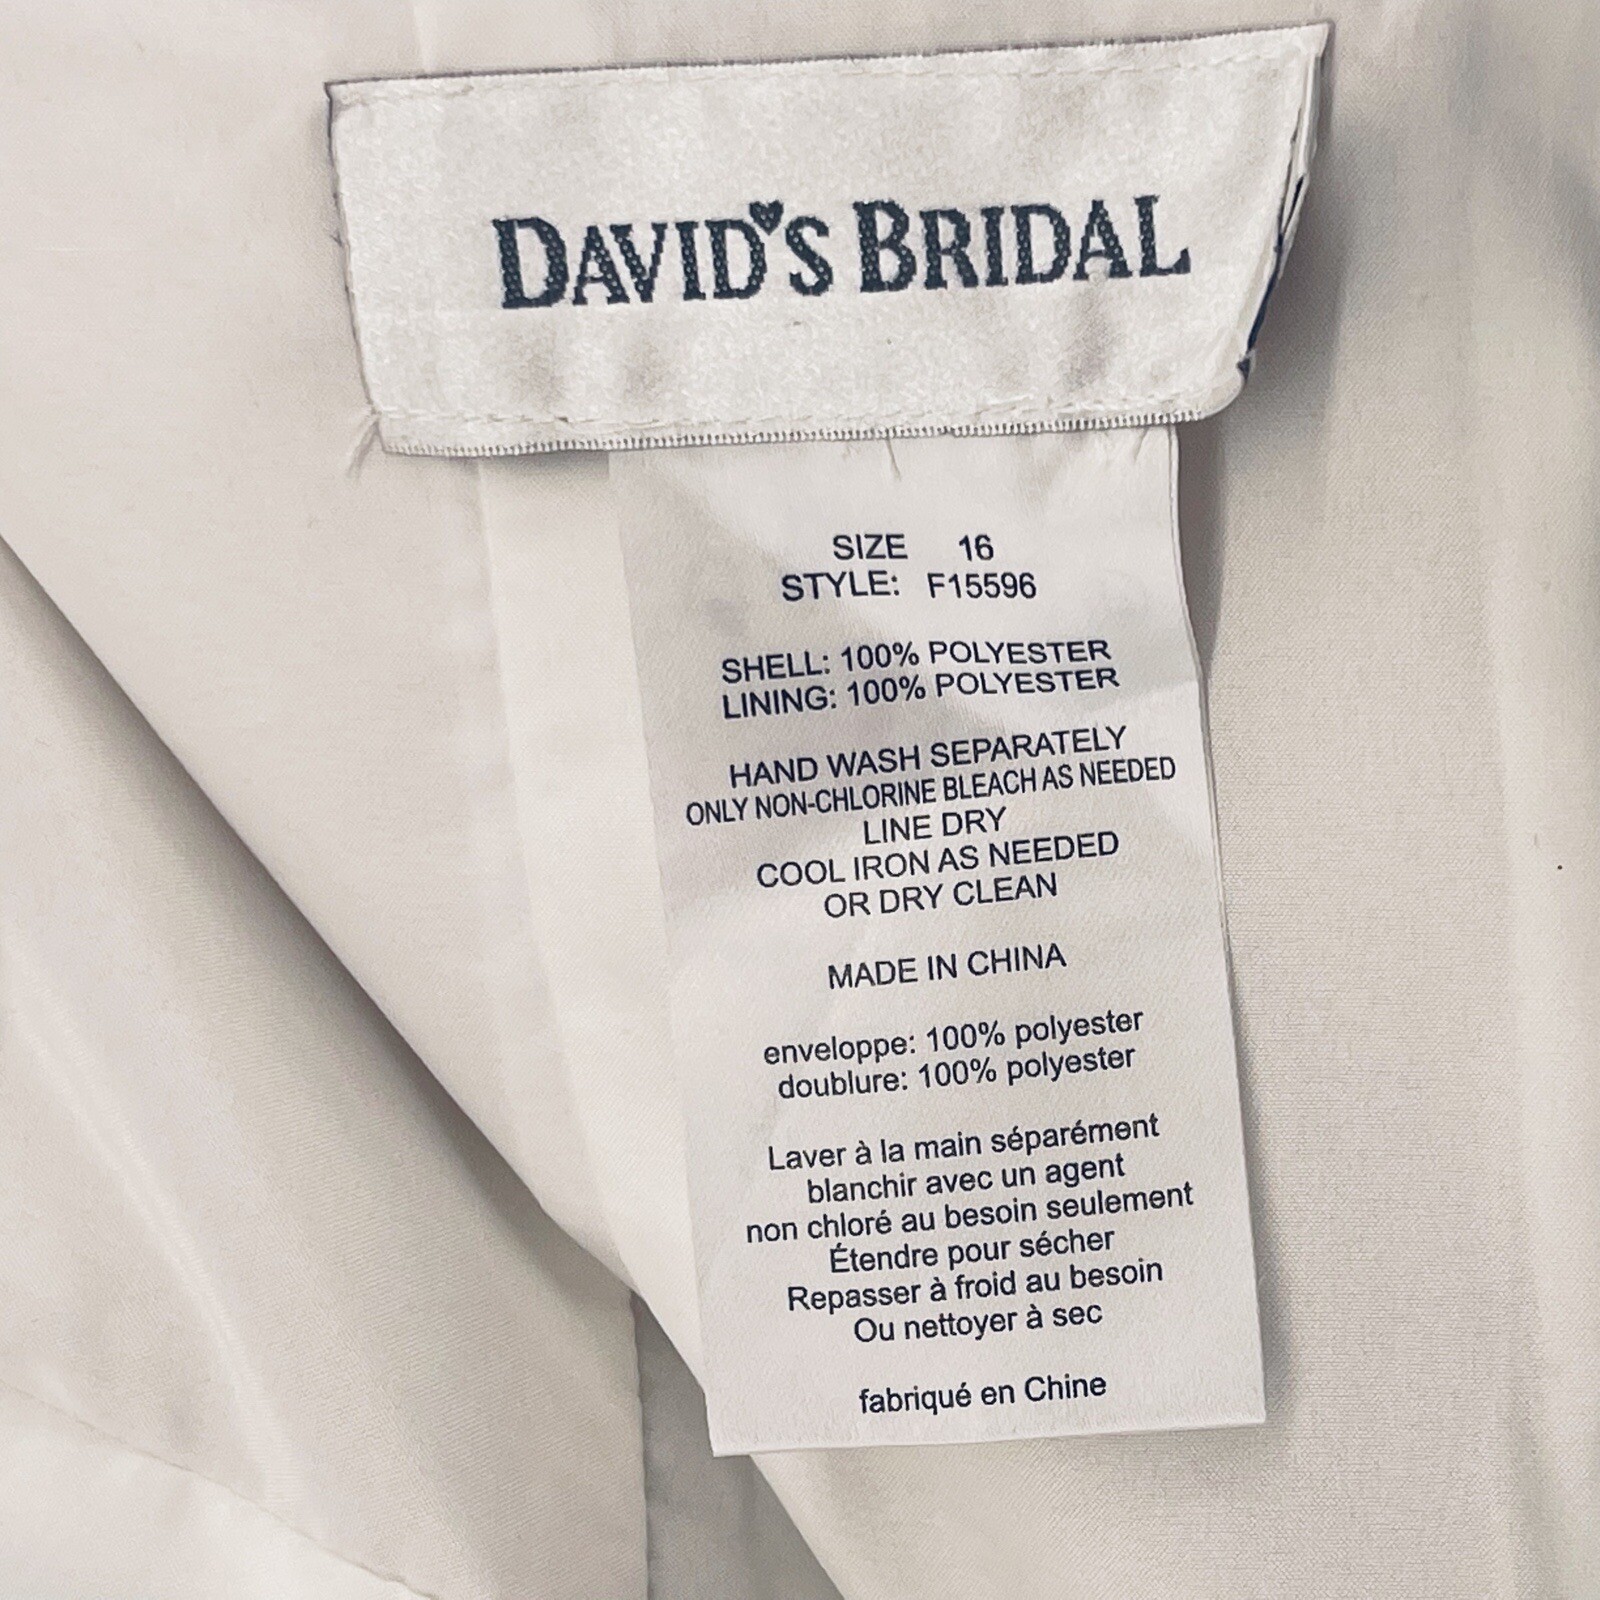 DAVID'S BRIDAL
SIZE 16
STYLE: F15596
SHELL: 100% POLYESTER
LINING: 100% POLYESTER
HAND WASH SEPARATELY
ONLY NON-CHLORINE BLEACH AS NEEDED
LINE DRY
COOL IRON AS NEEDED
OR DRY CLEAN
MADE IN CHINA
enveloppe: 100% polyester
doublure: 100% polyester
Laver à la main séparément
blanchir avec un agent
non chloré au besoin seulement
Étendre pour sécher
Repasser à froid au besoin
Ou nettoyer à sec
fabriqué en Chine